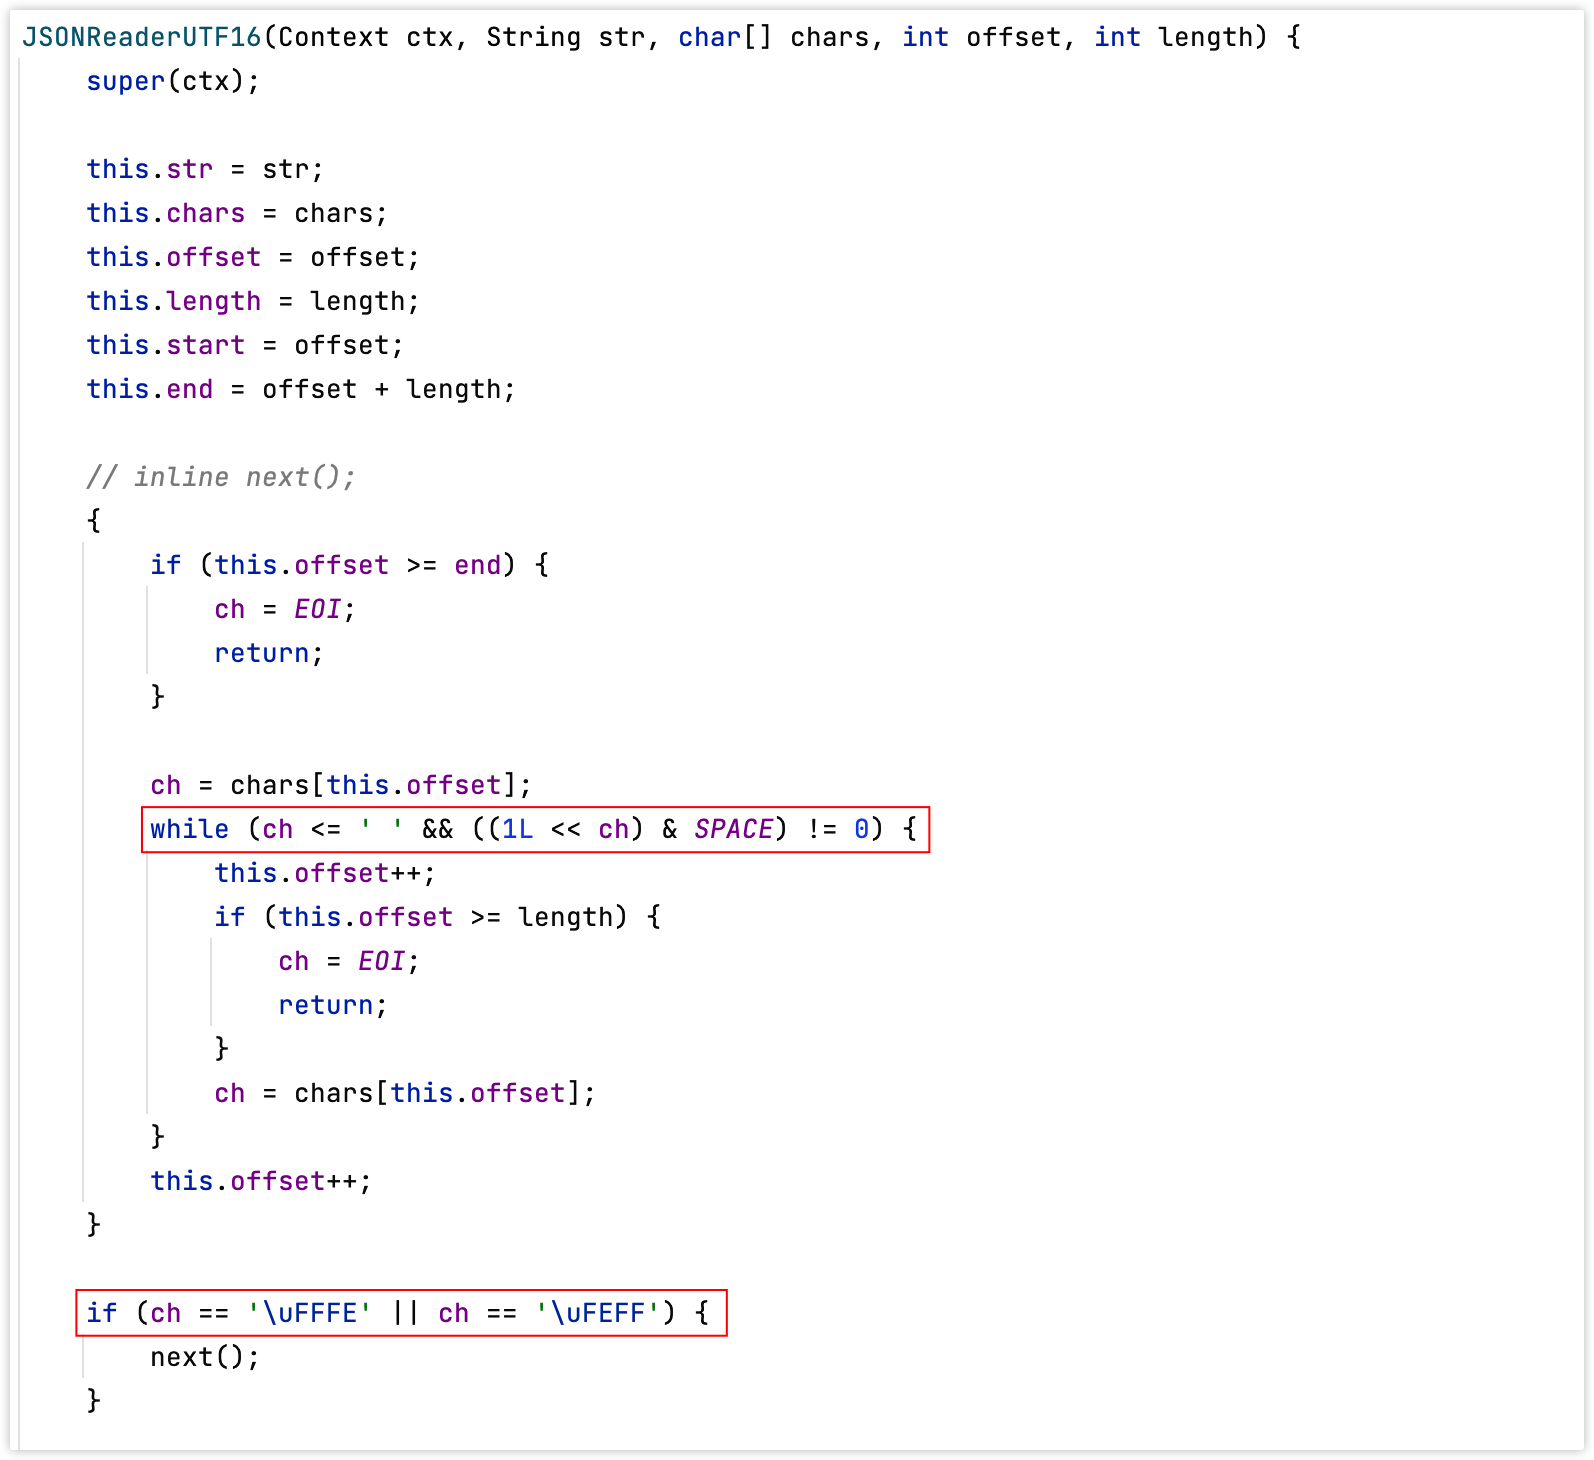 JSONReaderUTF16(Context ctx, String str, char[] chars, int offset, int length) {
    super(ctx);

    this.str = str;
    this.chars = chars;
    this.offset = offset;
    this.length = length;
    this.start = offset;
    this.end = offset + length;

    // inline next();
    {
        if (this.offset >= end) {
            ch = EOI;
            return;
        }

        ch = chars[this.offset];
        while (ch <= ' ' && ((1L << ch) & SPACE) != 0) {
            this.offset++;
            if (this.offset >= length) {
                ch = EOI;
                return;
            }
            ch = chars[this.offset];
        }
        this.offset++;
    }

    if (ch == '\uFFFE' || ch == '\uFEFF') {
        next();
    }